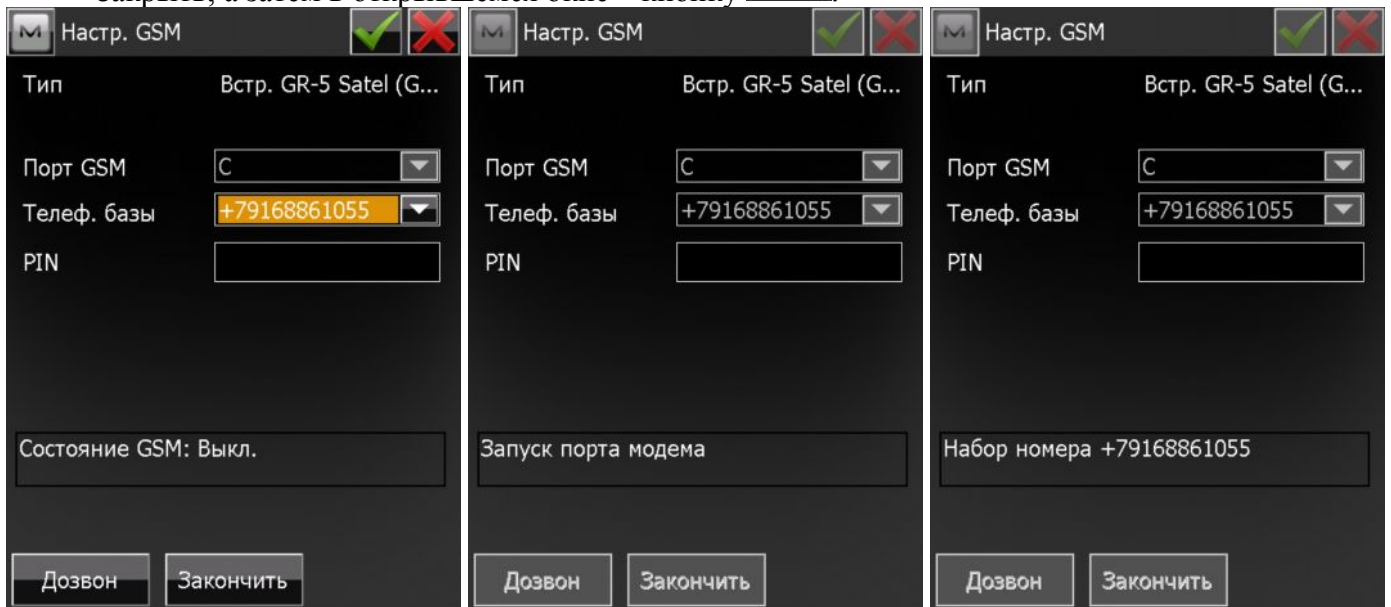 Настр. GSM
Тип Встр. GR-5 Satel (G...
Порт GSM C
Телеф. базы +79168861055
PIN
Состояние GSM: Выкл.
Дозвон Закончить
Настр. GSM
Тип Встр. GR-5 Satel (G...
Порт GSM C
Телеф. базы +79168861055
PIN
Запуск порта модема
Дозвон Закончить
Настр. GSM
Тип Встр. GR-5 Satel (G...
Порт GSM C
Телеф. базы +79168861055
PIN
Набор номера +79168861055
Дозвон Закончить